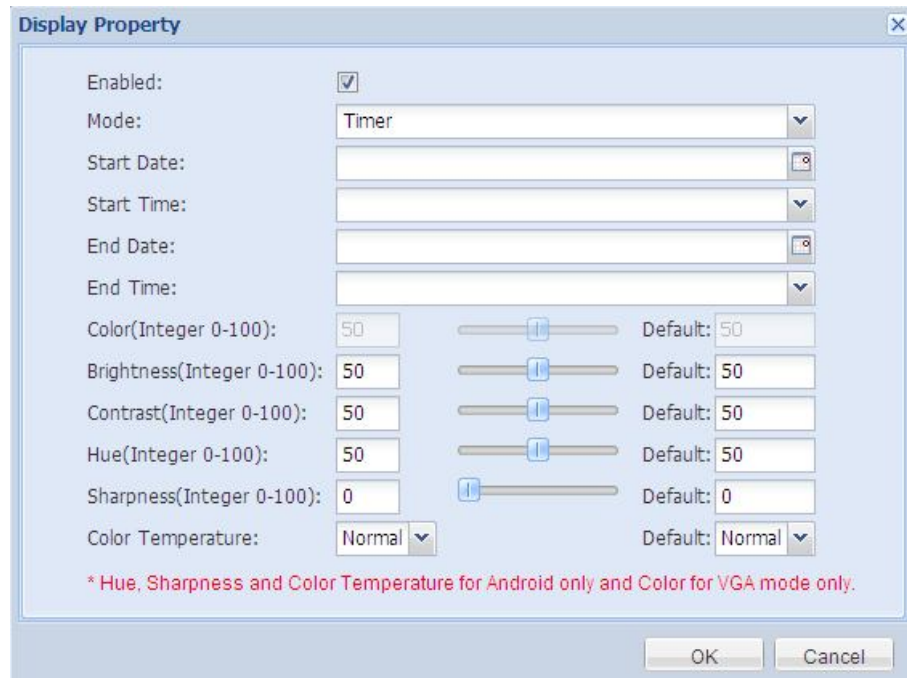 Display Property
Enabled:
Mode: Timer
Start Date:
Start Time:
End Date:
End Time:
Color(Integer 0-100): 50 Default: 50
Brightness(Integer 0-100): 50 Default: 50
Contrast(Integer 0-100): 50 Default: 50
Hue(Integer 0-100): 50 Default: 50
Sharpness(Integer 0-100): 0 Default: 0
Color Temperature: Normal Default: Normal
* Hue, Sharpness and Color Temperature for Android only and Color for VGA mode only.
OK Cancel